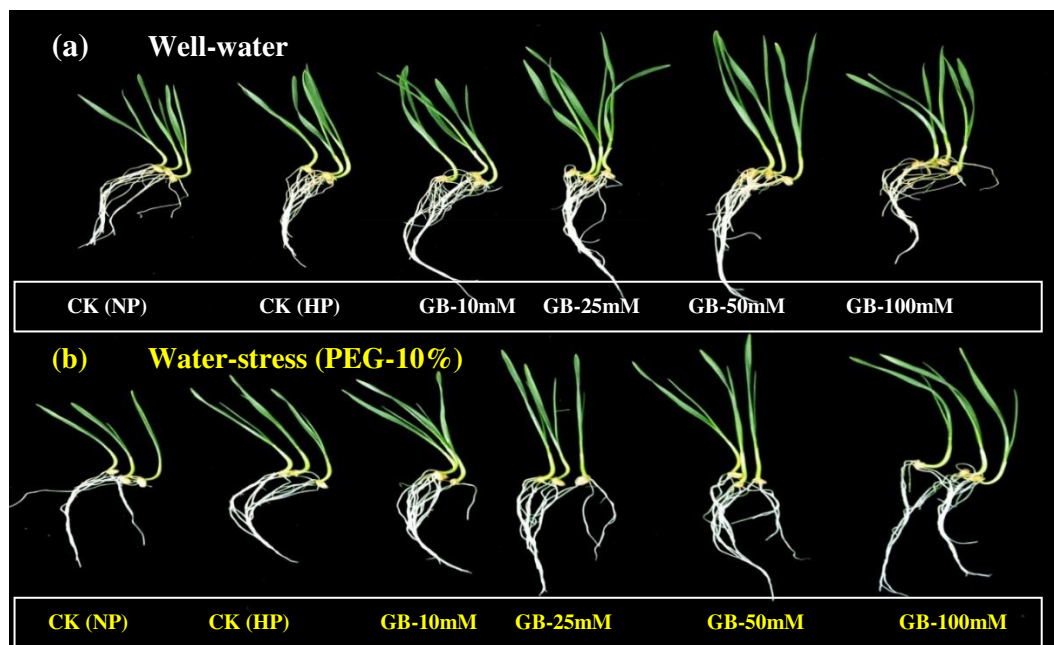 (a) Well-water
CK (NP) CK (HP) GB-10mM GB-25mM GB-50mM GB-100mM
(b) Water-stress (PEG-10%)
CK (NP) CK (HP) GB-10mM GB-25mM GB-50mM GB-100mM